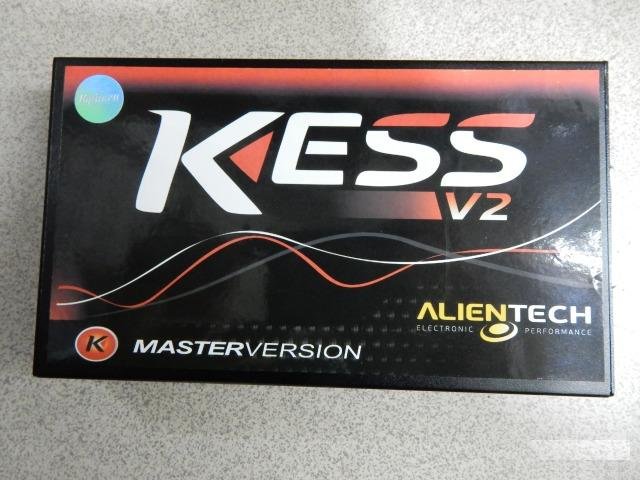 KESS
V2
ALIENTECH
ELECTRONIC PERFORMANCE
K MASTERVERSION